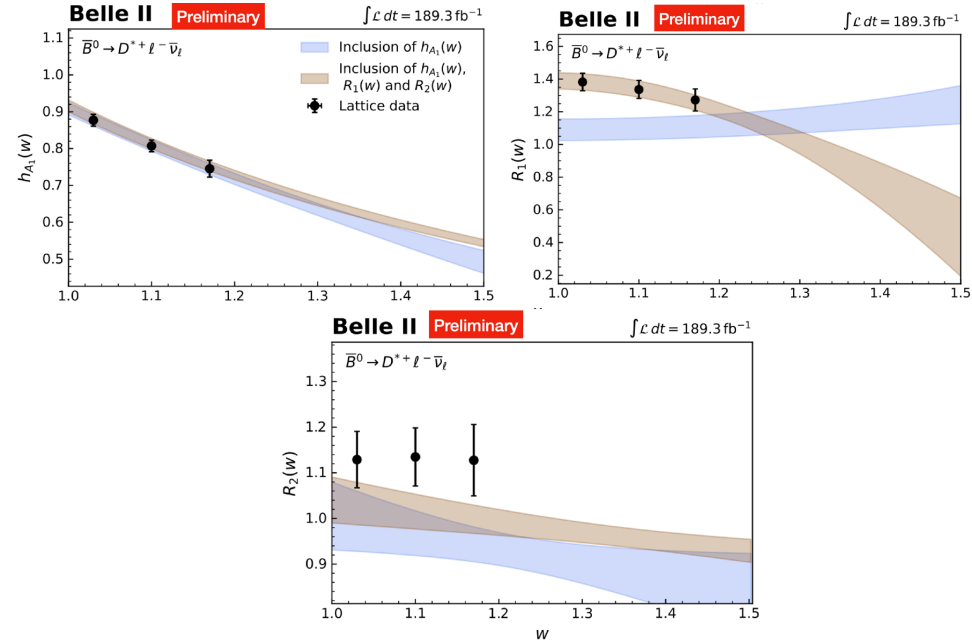 Belle II Preliminary ∫ℒ dt = 189.3 fb⁻¹
B̅⁰ → D*⁺ ℓ⁻ ν̅_ℓ
Inclusion of h_A₁(w)
Inclusion of h_A₁(w),
R₁(w) and R₂(w)
Lattice data
h_A₁(w)
1.1
1.0
0.9
0.8
0.7
0.6
0.5
1.0 1.1 1.2 1.3 1.4 1.5
Belle II Preliminary ∫ℒ dt = 189.3 fb⁻¹
B̅⁰ → D*⁺ ℓ⁻ ν̅_ℓ
R₁(w)
1.6
1.4
1.2
1.0
0.8
0.6
0.4
0.2
1.0 1.1 1.2 1.3 1.4 1.5
Belle II Preliminary ∫ℒ dt = 189.3 fb⁻¹
B̅⁰ → D*⁺ ℓ⁻ ν̅_ℓ
R₂(w)
1.3
1.2
1.1
1.0
0.9
1.0 1.1 1.2 1.3 1.4 1.5
w